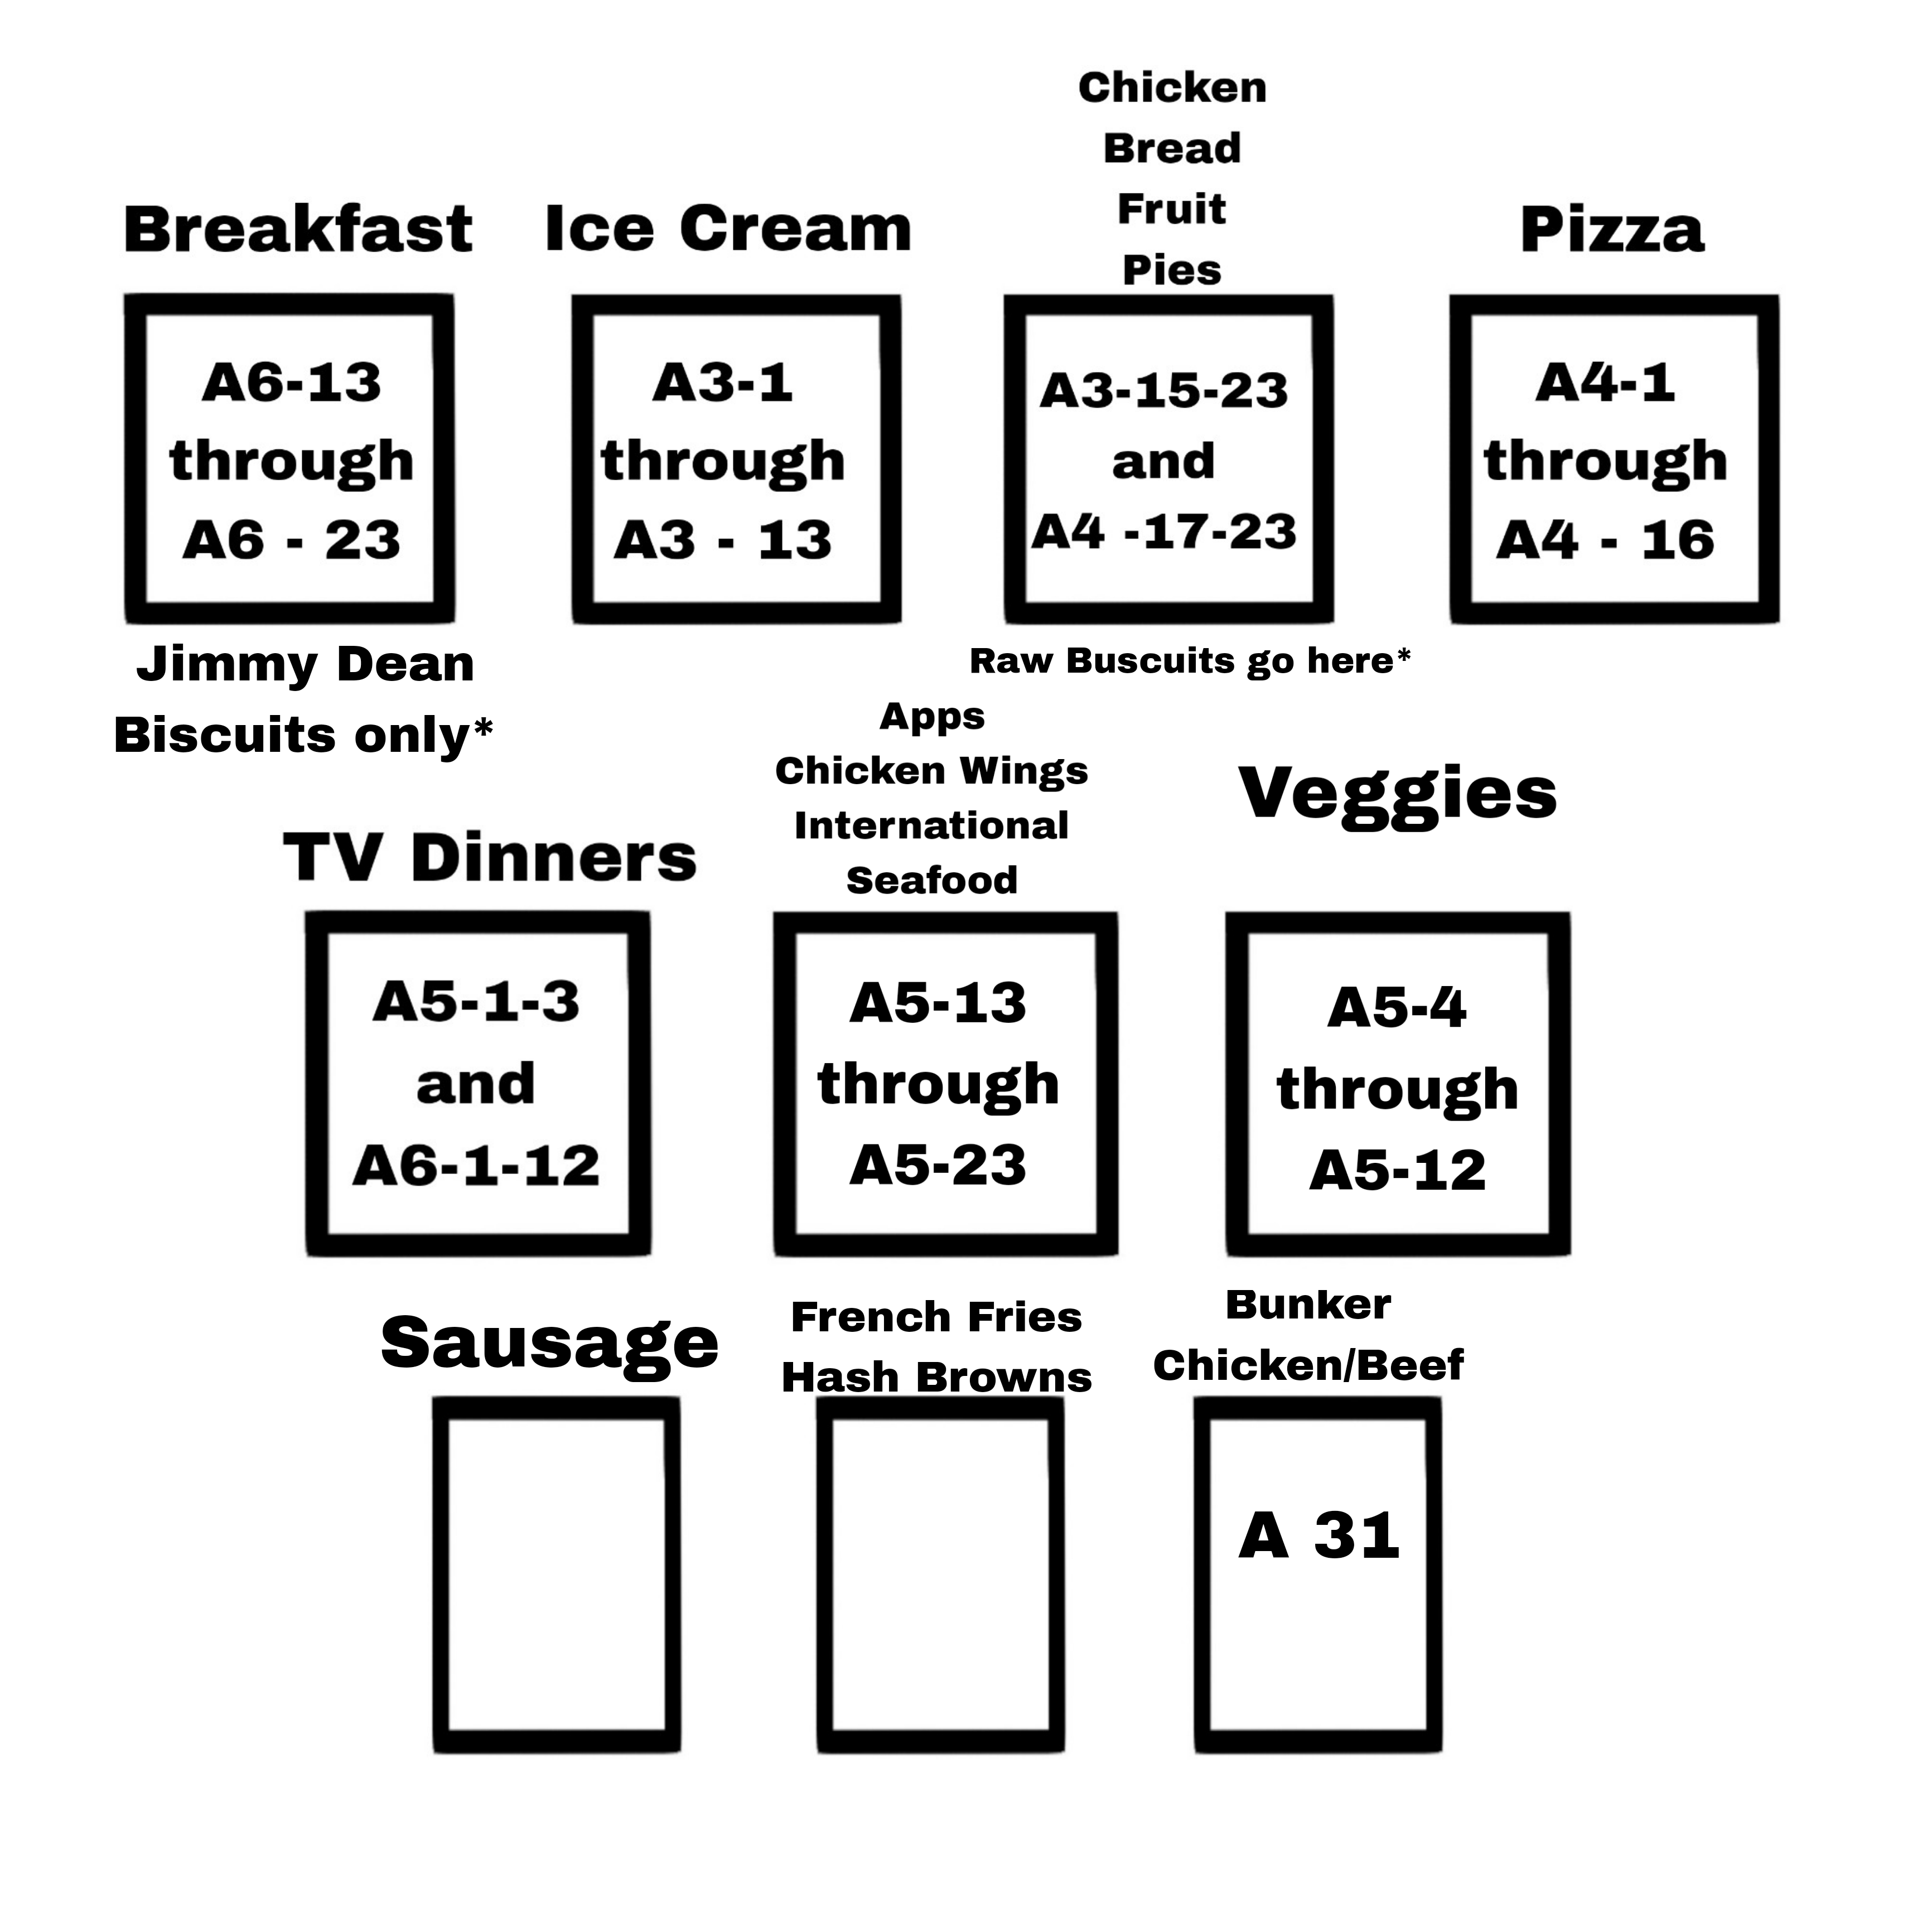 Breakfast
A6-13
through
A6 - 23
Jimmy Dean
Biscuits only*
Ice Cream
A3-1
through
A3 - 13
Chicken
Bread
Fruit
Pies
A3-15-23
and
A4 -17-23
Raw Buscuits go here*
Pizza
A4-1
through
A4 - 16
TV Dinners
A5-1-3
and
A6-1-12
Apps
Chicken Wings
International
Seafood
A5-13
through
A5-23
Veggies
A5-4
through
A5-12
Sausage
French Fries
Hash Browns
Bunker
Chicken/Beef
A 31